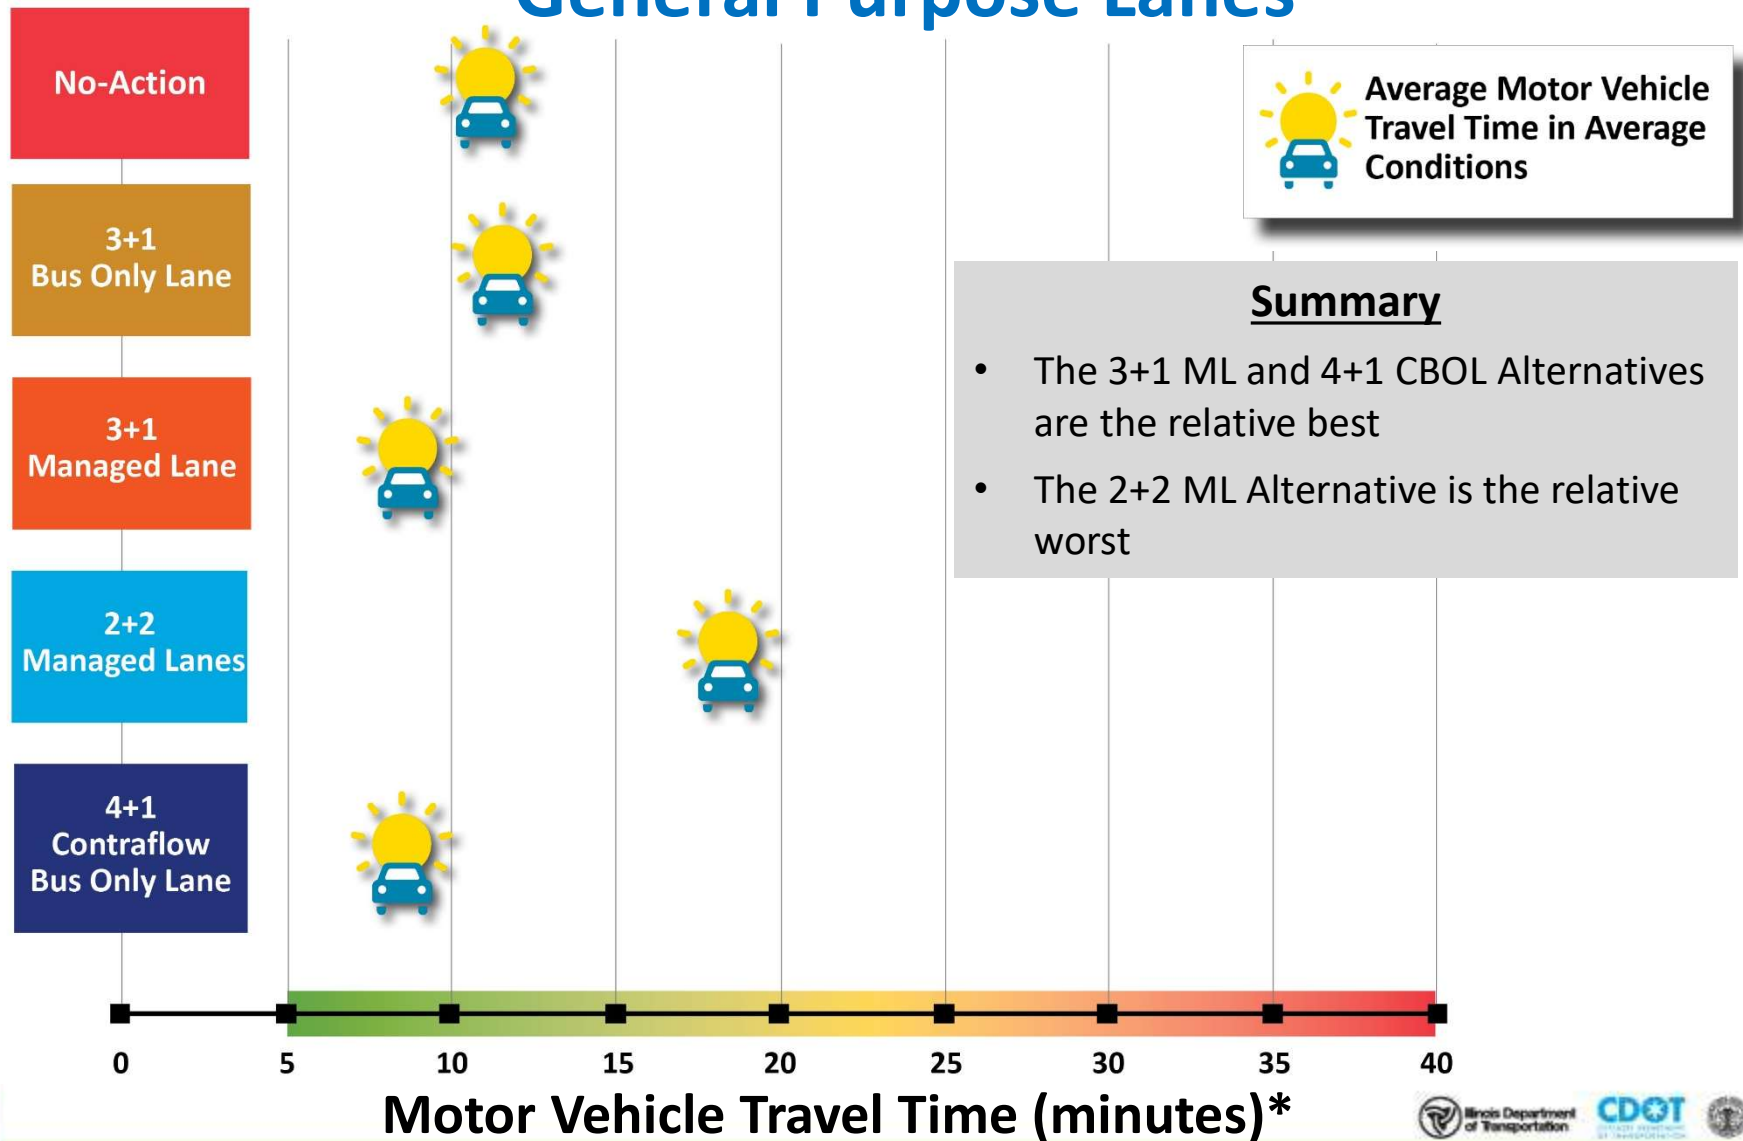 General Purpose Lanes
No-Action
Average Motor Vehicle
Travel Time in Average
Conditions
3+1
Bus Only Lane
Summary
• The 3+1 ML and 4+1 CBOL Alternatives
are the relative best
• The 2+2 ML Alternative is the relative
worst
3+1
Managed Lane
2+2
Managed Lanes
4+1
Contraflow
Bus Only Lane
0 5 10 15 20 25 30 35 40
Motor Vehicle Travel Time (minutes)*
Illinois Department
of Transportation
CDOT